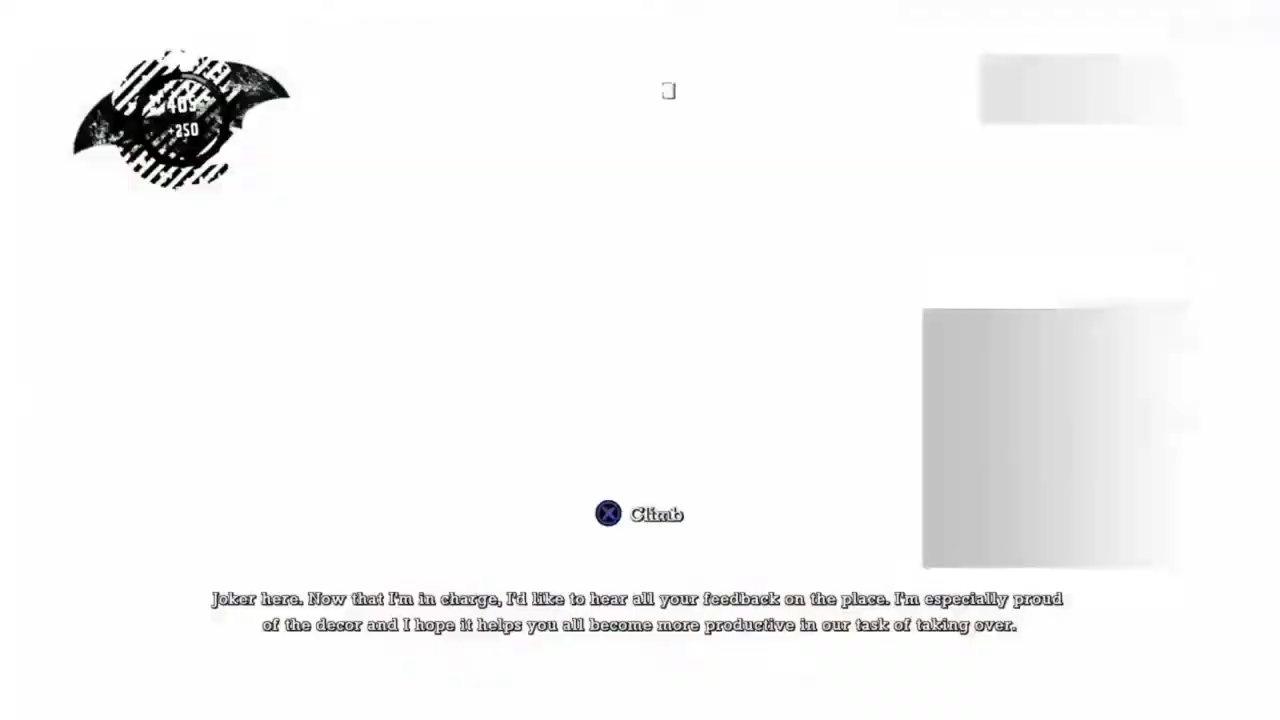 +250
Climb
Joker here. Now that I'm in charge, I'd like to hear all your feedback on the place. I'm especially proud
of the decor and I hope it helps you all become more productive in our task of taking over.